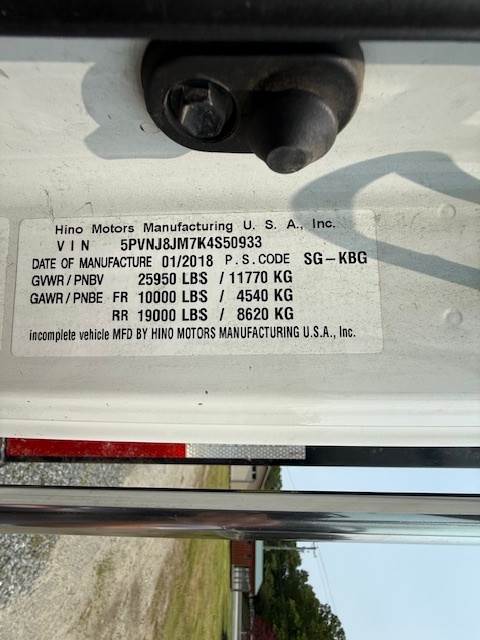 Hino Motors Manufacturing U. S. A., Inc.
VIN 5PVNJ8JM7K4S50933
DATE OF MANUFACTURE 01/2018 P.S.CODE SG-KBG
GVWR / PNBV 25950 LBS / 11770 KG
GAWR / PNBE FR 10000 LBS / 4540 KG
RR 19000 LBS / 8620 KG
incomplete vehicle MFD BY HINO MOTORS MANUFACTURING U.S.A., Inc.